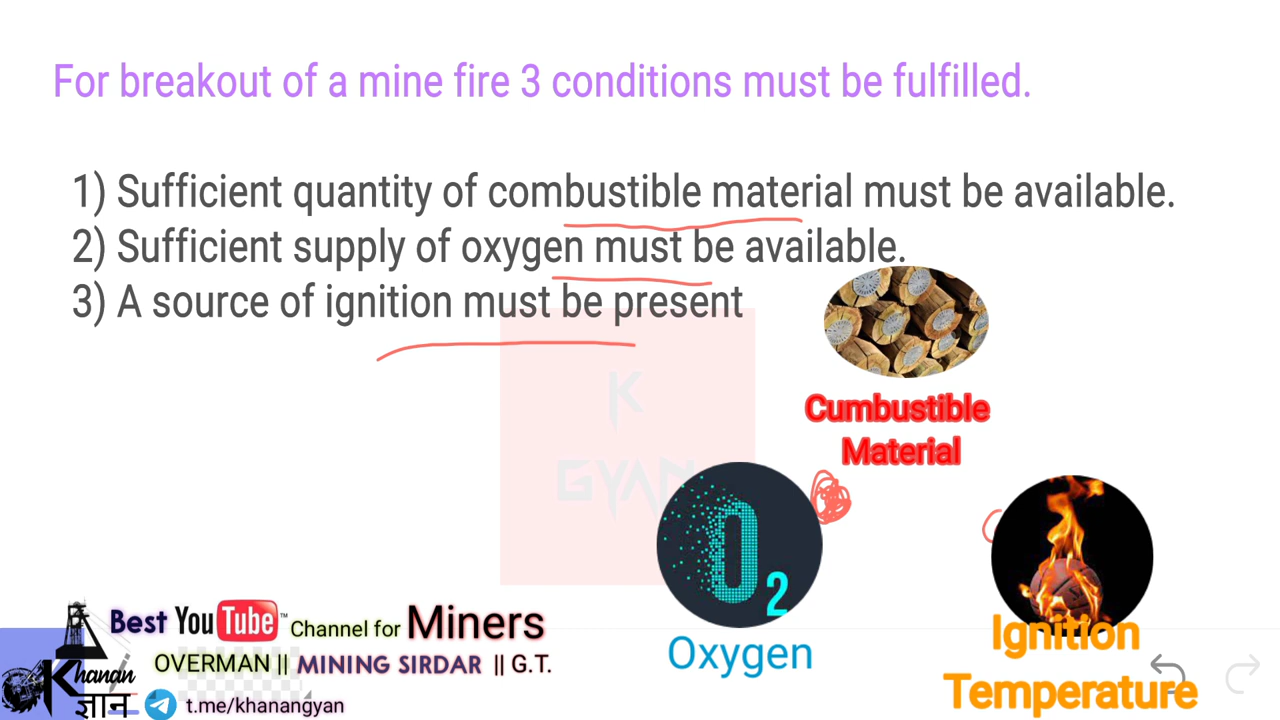 For breakout of a mine fire 3 conditions must be fulfilled.
1) Sufficient quantity of combustible material must be available.
2) Sufficient supply of oxygen must be available.
3) A source of ignition must be present
K
GYAN
Cumbustible
Material
O2
Oxygen
Ignition
Temperature
Best YouTube™ Channel for Miners
OVERMAN || MINING SIRDAR || G.T.
Khanan
ज्ञान
t.me/khanangyan